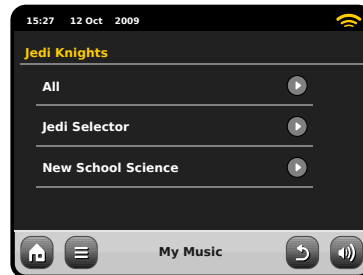 15:27 12 Oct 2009
Jedi Knights
All
Jedi Selector
New School Science
My Music